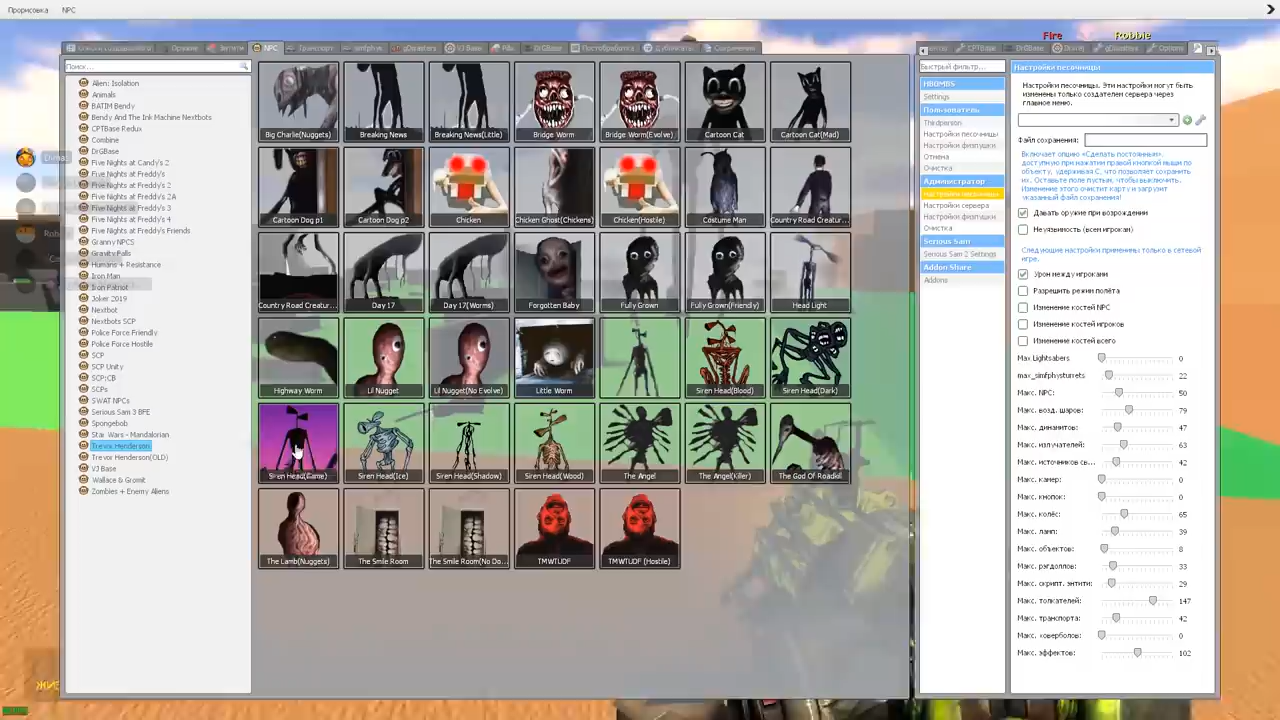 Прорисовка NPC
Fire
Robbie
Оружие
NPC
Транспорт
simfphys
gDisasters
VJ Base
DrGBase
Постобработка
CPTBase
DrGBase
gDisasters
Options
Поиск...
Alien: Isolation
Animals
BATIM Bendy
Bendy And The Ink Machine Nextbots
CPTBase Redux
Combine
DrGBase
Five Nights at Candy's 2
Five Nights at Freddy's
Five Nights at Freddy's 2
Five Nights at Freddy's 2A
Five Nights at Freddy's 3
Five Nights at Freddy's 4
Five Nights at Freddy's Friends
Granny NPCS
Gravity Falls
Humans + Resistance
Iron Man
Iron Patriot
Joker 2019
Nextbot
Nextbots SCP
Police Force Friendly
Police Force Hostile
SCP
SCP Unity
SCP:CB
SCPs
SWAT NPCs
Serious Sam 3 BFE
Spongebob
Star Wars - Mandalorian
Trevor Henderson
Trevor Henderson(OLD)
VJ Base
Wallace & Gromit
Zombies + Enemy Aliens
Big Charlie(Nuggets)
Breaking News
Breaking News(Little)
Bridge Worm
Bridge Worm(Evolve)
Cartoon Cat
Cartoon Cat(Mad)
Cartoon Dog p1
Cartoon Dog p2
Chicken
Chicken Ghost(Chickens)
Chicken(Hostile)
Costume Man
Country Road Creatur...
Country Road Creatur...
Day 17
Day 17(Worms)
Forgotten Baby
Fully Grown
Fully Grown(Friendly)
Head Light
Highway Worm
Lil Nugget
Lil Nugget(No Evolve)
Little Worm
Siren Head(Blood)
Siren Head(Dark)
Siren Head(Game)
Siren Head(Ice)
Siren Head(Shadow)
Siren Head(Wood)
The Angel
The Angel(Killer)
The God Of Roadkill
The Lamb(Nuggets)
The Smile Room
The Smile Room(No Do...
TMWTUDF
TMWTUDF (Hostile)
Быстрый фильтр...
HBOMBS
Settings
Пользователь
Thirdperson
Настройки песочницы
Настройки физпушки
Отмена
Очистка
Администратор
Настройки песочницы
Настройки сервера
Настройки физпушки
Очистка
Serious Sam
Serious Sam 2 Settings
Addon Share
Addons
Настройки песочницы
Настройки песочницы. Эти настройки могут быть
изменены только создателем сервера через
главное меню.
Файл сохранения:
Включает опцию «Сделать постоянным»,
доступную при нажатии правой кнопкой мыши по
объекту, удерживая C, что позволяет сохранить
их. Оставьте поле пустым, чтобы выключить.
Изменение этого очистит карту и загрузит
указанный файл сохранения!
Давать оружие при возрождении
Неуязвимость (всем игрокам)
Следующие настройки применимы только в сетевой
игре.
Урон между игроками
Разрешить режим полёта
Изменение костей NPC
Изменение костей игроков
Изменение костей всего
Max Lightsabers 0
max_simfphysturrets 22
Макс. NPC: 50
Макс. возд. шаров: 79
Макс. динамитов: 47
Макс. излучателей: 63
Макс. источников св... 42
Макс. камер: 0
Макс. кнопок: 0
Макс. колёс: 65
Макс. ламп: 39
Макс. объектов: 8
Макс. рэгдоллов: 33
Макс. скрипт. энтити: 29
Макс. толкателей: 147
Макс. транспорта: 42
Макс. ховерболов: 0
Макс. эффектов: 102